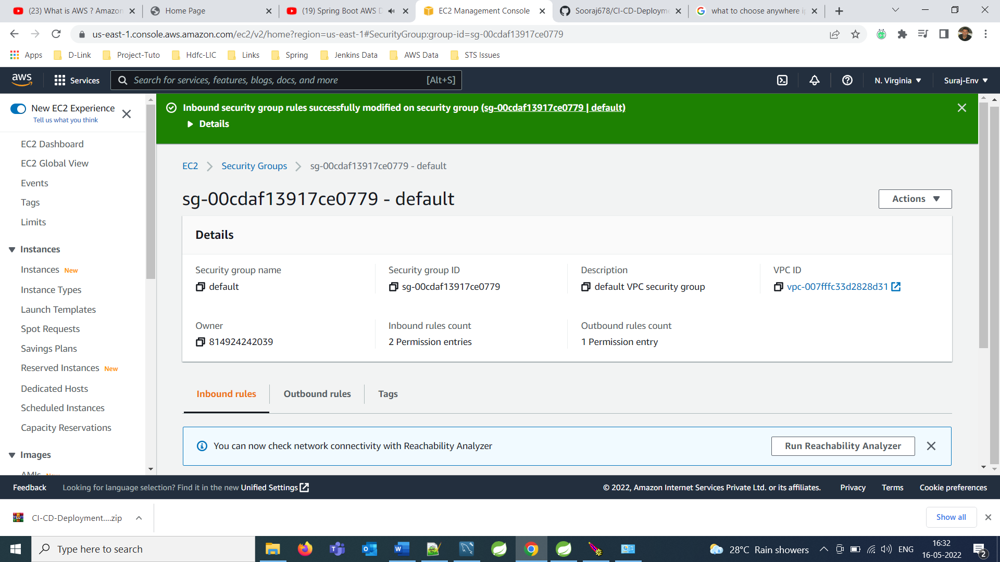 (23) What is AWS ? Amazon
Home Page
(19) Spring Boot AWS D
EC2 Management Console
Sooraj678/CI-CD-Deployme
what to choose anywhere ip
us-east-1.console.aws.amazon.com/ec2/v2/home?region=us-east-1#SecurityGroup:group-id=sg-00cdaf13917ce0779
Apps
D-Link
Project-Tuto
Hdfc-LIC
Links
Spring
Jenkins Data
AWS Data
STS Issues
aws
Services
Search for services, features, blogs, docs, and more
[Alt+S]
N. Virginia
Suraj-Env
New EC2 Experience
Tell us what you think
EC2 Dashboard
EC2 Global View
Events
Tags
Limits
Instances
Instances New
Instance Types
Launch Templates
Spot Requests
Savings Plans
Reserved Instances New
Dedicated Hosts
Scheduled Instances
Capacity Reservations
Images
AMIs New
Inbound security group rules successfully modified on security group (sg-00cdaf13917ce0779 | default)
Details
EC2
Security Groups
sg-00cdaf13917ce0779 - default
sg-00cdaf13917ce0779 - default
Actions
Details
Security group name
default
Security group ID
sg-00cdaf13917ce0779
Description
default VPC security group
VPC ID
vpc-007fffc33d2828d31
Owner
814924242039
Inbound rules count
2 Permission entries
Outbound rules count
1 Permission entry
Inbound rules
Outbound rules
Tags
You can now check network connectivity with Reachability Analyzer
Run Reachability Analyzer
Feedback
Looking for language selection? Find it in the new Unified Settings
© 2022, Amazon Internet Services Private Ltd. or its affiliates.
Privacy
Terms
Cookie preferences
CI-CD-Deployment....zip
Show all
Type here to search
28°C Rain showers
ENG
16:32
16-05-2022
2